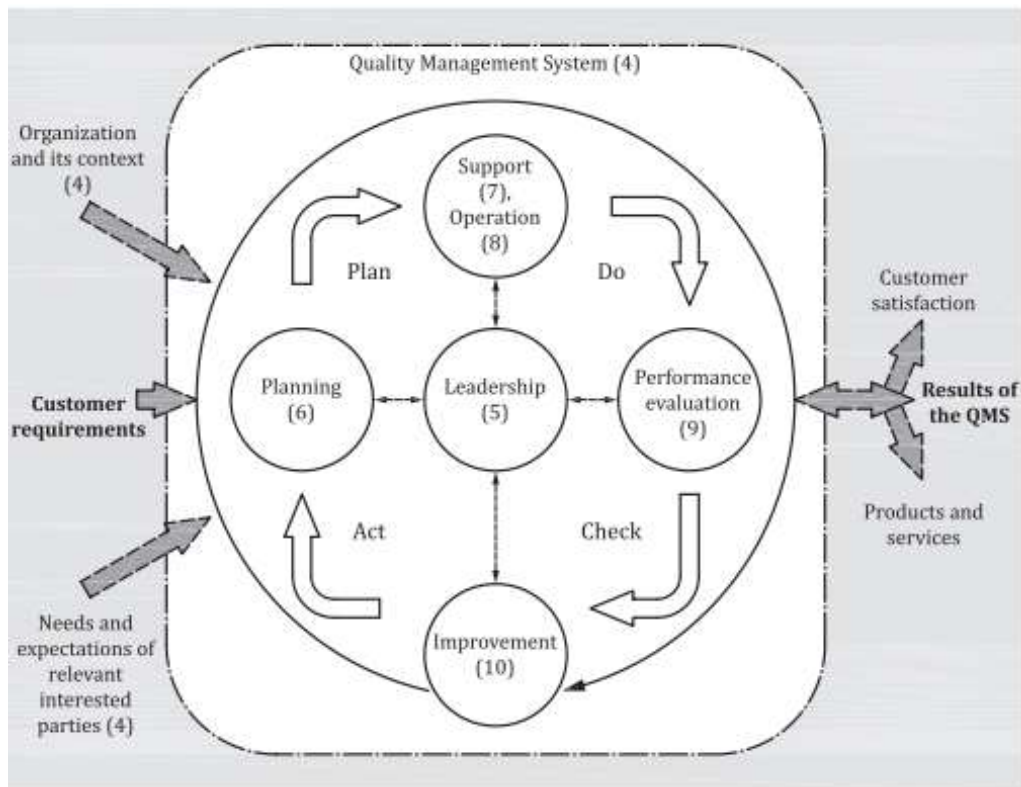 Quality Management System (4)
Organization
and its context
(4)
Support
(7),
Operation
(8)
Plan
Do
Customer
satisfaction
Customer
requirements
Planning
(6)
Leadership
(5)
Performance
evaluation
(9)
Results of
the QMS
Act
Check
Products and
services
Needs and
expectations of
relevant
interested
parties (4)
Improvement
(10)